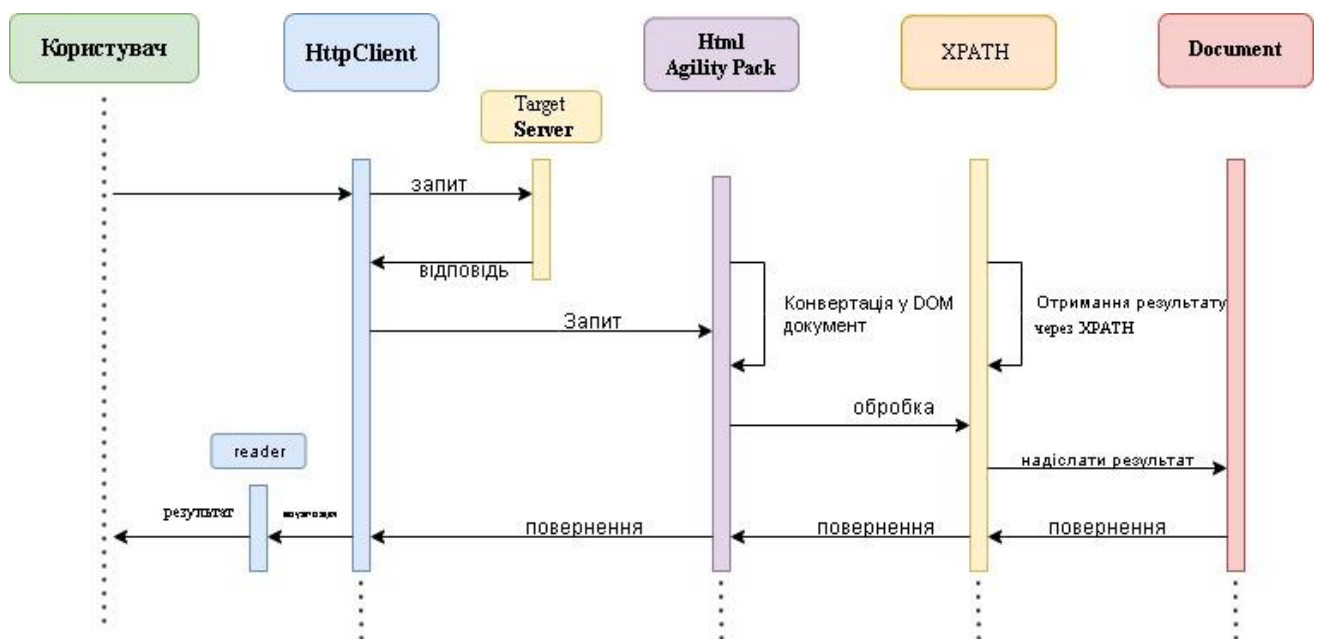 Користувач
HttpClient
Html
Agility Pack
XPATH
Document
Target
Server
запит
відповідь
Запит
Конвертація у DOM
документ
Отримання результату
через XPATH
обробка
reader
надіслати результат
результат
повернення
повернення
повернення